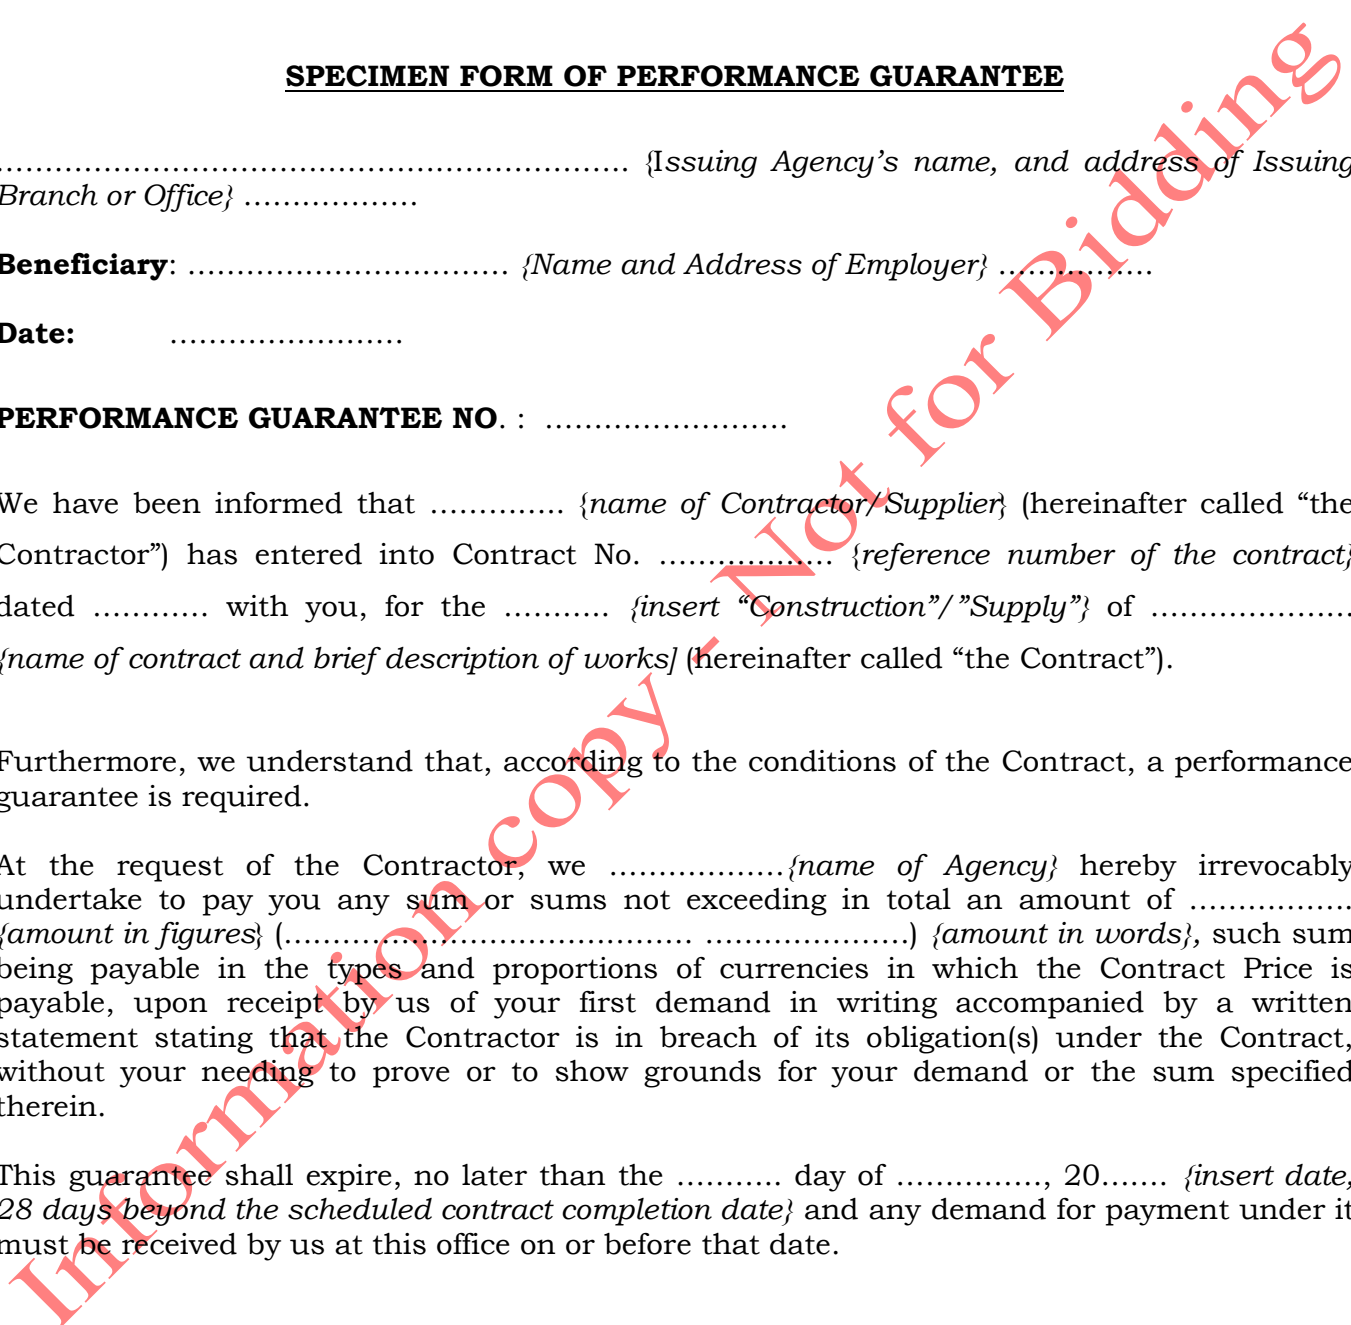 SPECIMEN FORM OF PERFORMANCE GUARANTEE
………………………………………………………. {Issuing Agency’s name, and address of Issuing
Branch or Office} ………………
Beneficiary: …………………………… {Name and Address of Employer} …………….
Date: ……………………
PERFORMANCE GUARANTEE NO. : …………………….
We have been informed that ………….. {name of Contractor/Supplier} (hereinafter called “the
Contractor”) has entered into Contract No. ……………… {reference number of the contract}
dated ………… with you, for the ……….. {insert “Construction”/”Supply”} of …………………
{name of contract and brief description of works] (hereinafter called “the Contract”).
Furthermore, we understand that, according to the conditions of the Contract, a performance
guarantee is required.
At the request of the Contractor, we ………………{name of Agency} hereby irrevocably
undertake to pay you any sum or sums not exceeding in total an amount of ……………..
{amount in figures} (…………………………………… …………………) {amount in words}, such sum
being payable in the types and proportions of currencies in which the Contract Price is
payable, upon receipt by us of your first demand in writing accompanied by a written
statement stating that the Contractor is in breach of its obligation(s) under the Contract,
without your needing to prove or to show grounds for your demand or the sum specified
therein.
This guarantee shall expire, no later than the ……….. day of ……………, 20……. {insert date,
28 days beyond the scheduled contract completion date} and any demand for payment under it
must be received by us at this office on or before that date.
Information copy - Not for Bidding